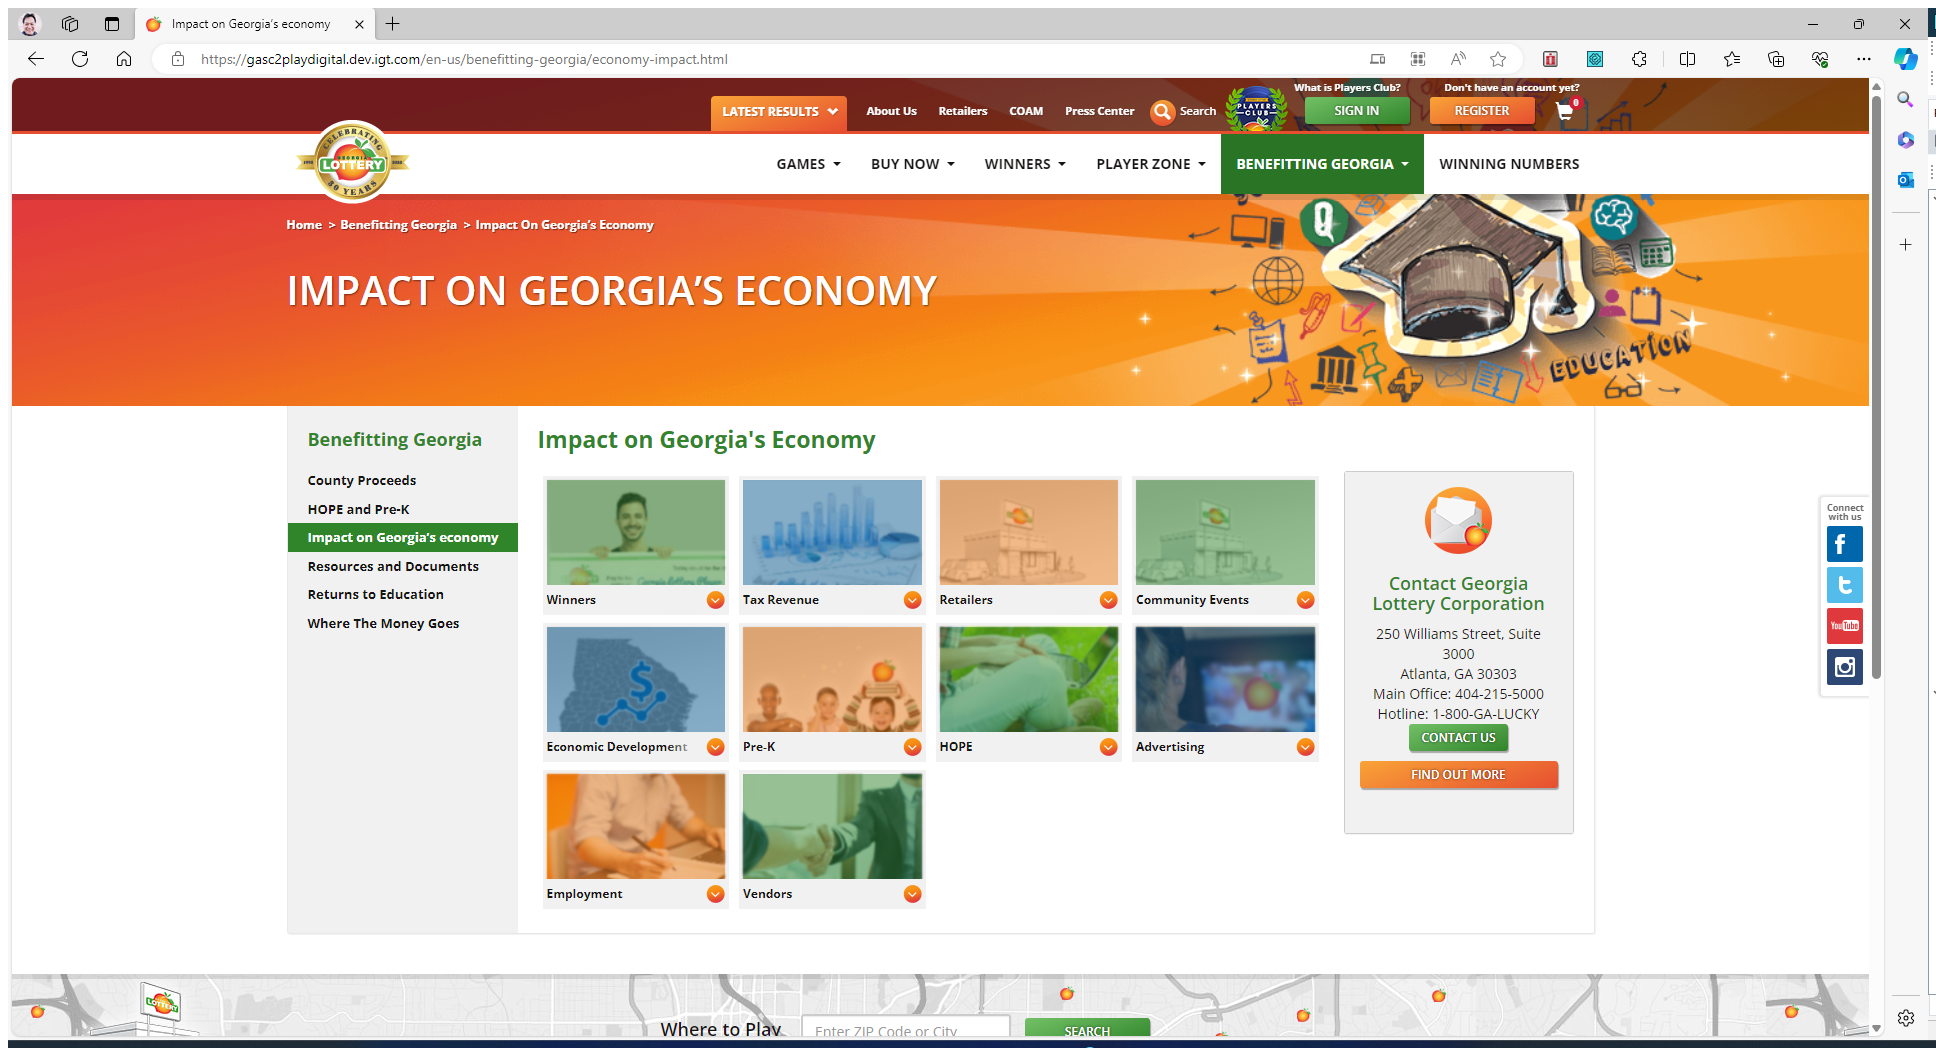 Impact on Georgia's economy
https://gasc2playdigital.dev.igt.com/en-us/benefitting-georgia/economy-impact.html
What is Players Club?
Don't have an account yet?
LATEST RESULTS
About Us
Retailers
COAM
Press Center
Search
PLAYERS
CLUB
SIGN IN
REGISTER
0
CELEBRATING
GEORGIA
LOTTERY
30 YEARS
GAMES
BUY NOW
WINNERS
PLAYER ZONE
BENEFITTING GEORGIA
WINNING NUMBERS
Home > Benefitting Georgia > Impact On Georgia's Economy
IMPACT ON GEORGIA’S ECONOMY
EDUCATION
Benefitting Georgia
County Proceeds
HOPE and Pre-K
Impact on Georgia’s economy
Resources and Documents
Returns to Education
Where The Money Goes
Impact on Georgia's Economy
Winners
Tax Revenue
Retailers
Community Events
Economic Development
Pre-K
HOPE
Advertising
Employment
Vendors
Contact Georgia
Lottery Corporation
250 Williams Street, Suite
3000
Atlanta, GA 30303
Main Office: 404-215-5000
Hotline: 1-800-GA-LUCKY
CONTACT US
FIND OUT MORE
Connect
with us
YouTube
LOTTERY
Where to Play
Enter ZIP Code or City
SEARCH